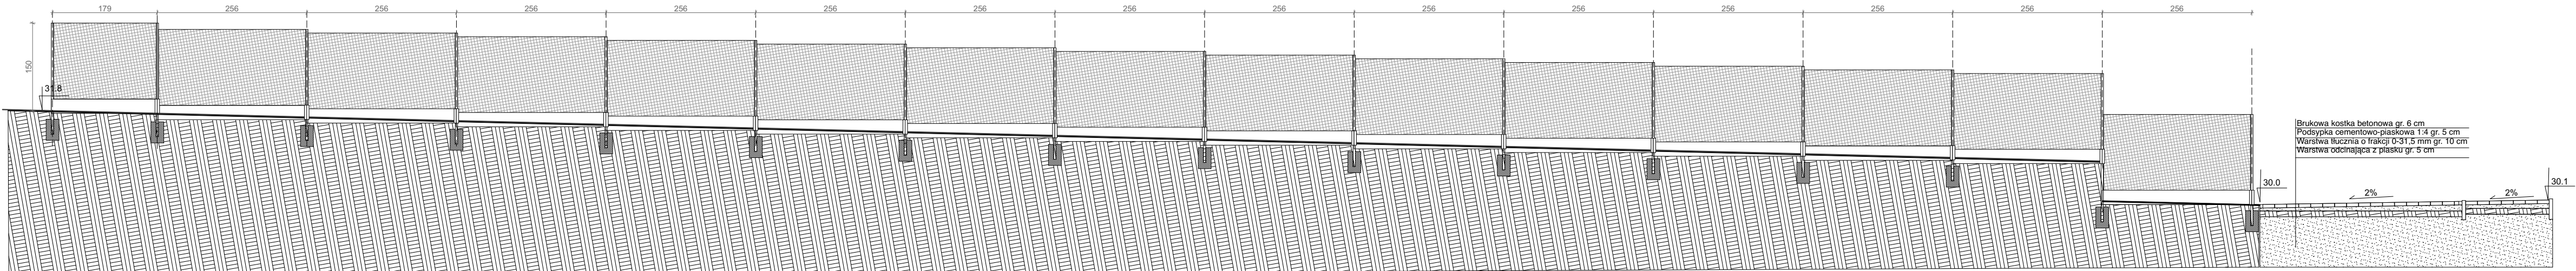 179 256 256 256 256 256 256 256 256 256 256 256 256 256 256
150
31.8
Brukowa kostka betonowa gr. 6 cm
Podsypka cementowo-piaskowa 1:4 gr. 5 cm
Warstwa tłucznia o frakcji 0-31,5 mm gr. 10 cm
Warstwa odcinająca z piasku gr. 5 cm
30.0
2%
2%
30.1